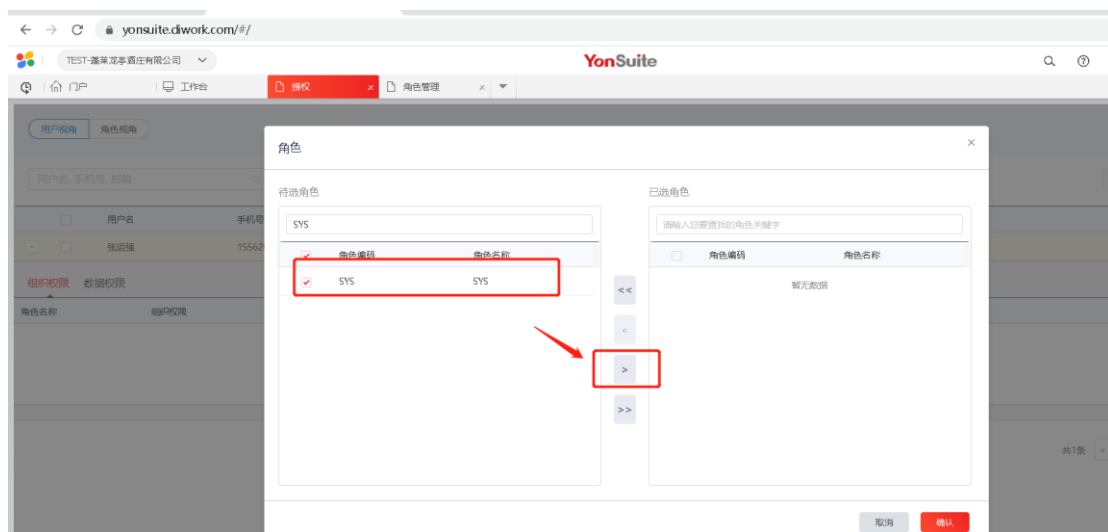 yonsuite.diwork.com/#/
TEST-蓬莱龙亭酒庄有限公司
YonSuite
门户 工作台 授权 × 角色管理 ×
用户视角 角色视角
角色 ×
用户名, 手机号, 邮箱
待选角色 已选角色
SYS 请输入您要查找的角色关键字
用户名 手机号
角色编码 角色名称 角色编码 角色名称
张运强 15562
SYS SYS 暂无数据
<<
组织权限 数据权限
角色名称 组织权限
<
>
>>
共1条 <
取消 确认